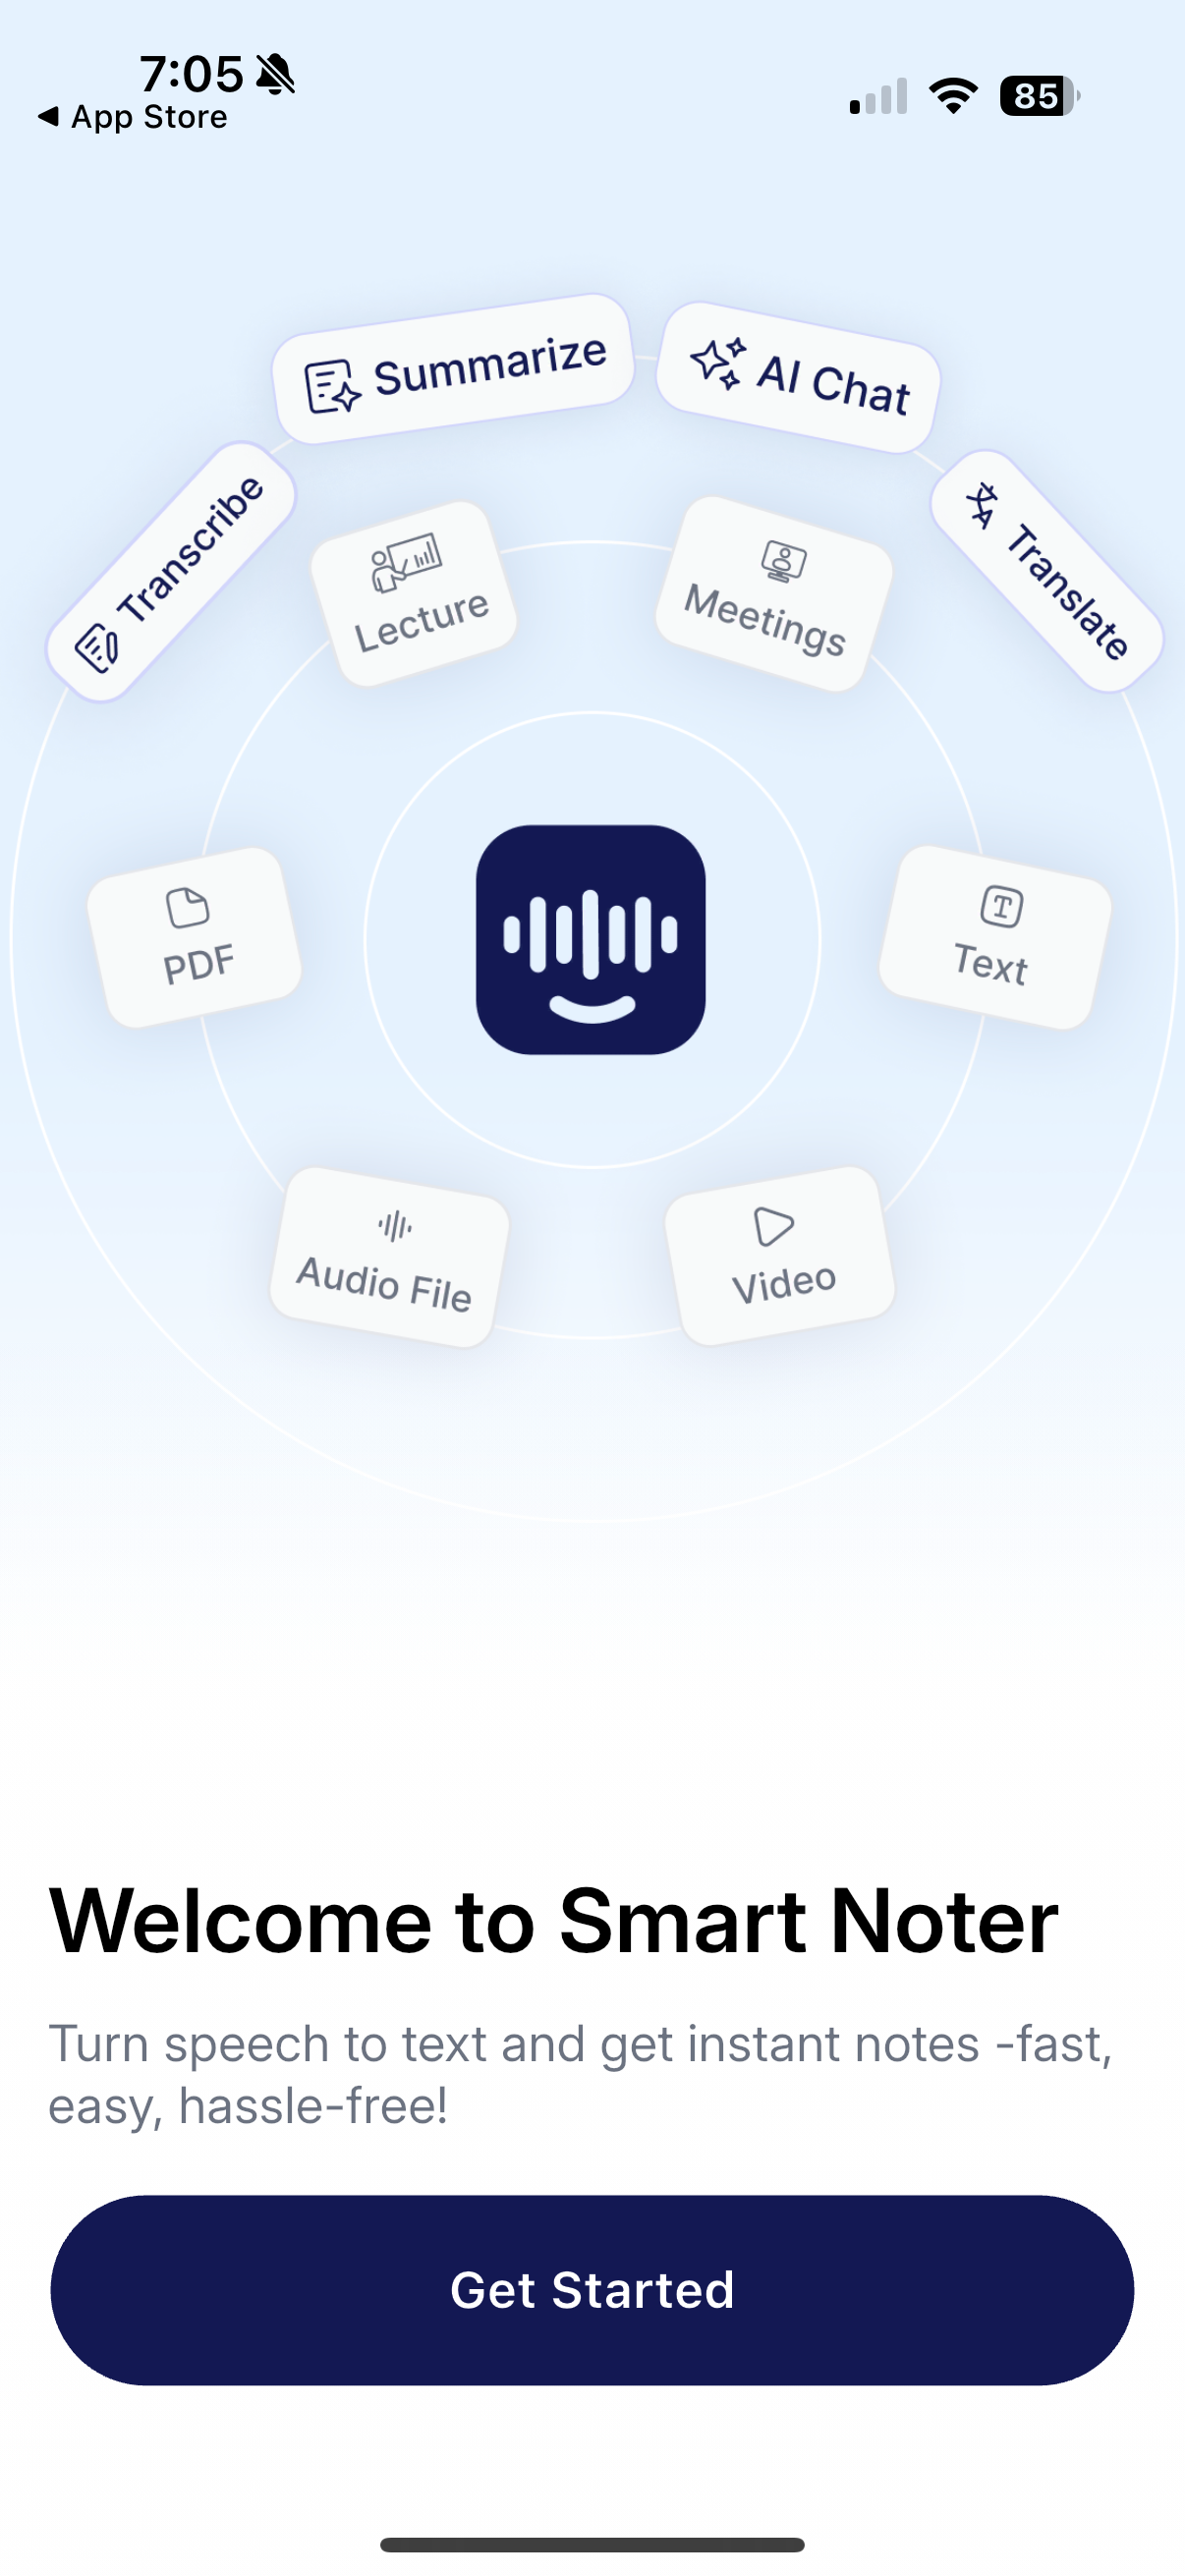 7:05
App Store
85
Summarize
AI Chat
Transcribe
Translate
Lecture
Meetings
PDF
Text
Audio File
Video
Welcome to Smart Noter
Turn speech to text and get instant notes -fast,
easy, hassle-free!
Get Started